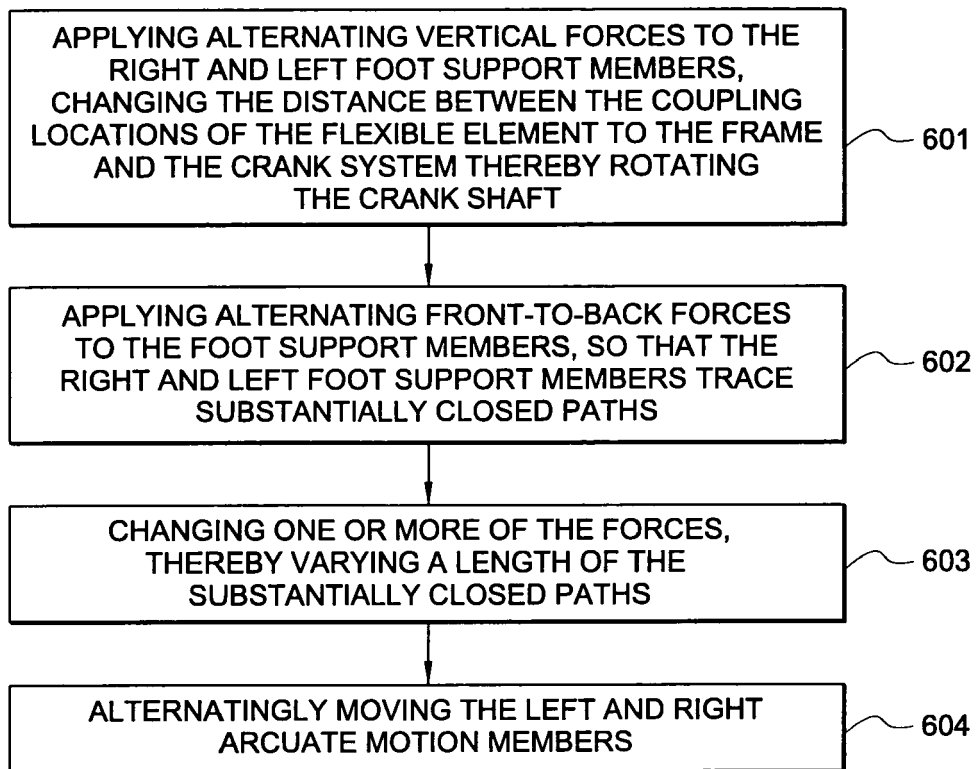 APPLYING ALTERNATING VERTICAL FORCES TO THE
RIGHT AND LEFT FOOT SUPPORT MEMBERS,
CHANGING THE DISTANCE BETWEEN THE COUPLING
LOCATIONS OF THE FLEXIBLE ELEMENT TO THE FRAME
AND THE CRANK SYSTEM THEREBY ROTATING
THE CRANK SHAFT
601
APPLYING ALTERNATING FRONT-TO-BACK FORCES
TO THE FOOT SUPPORT MEMBERS, SO THAT THE
RIGHT AND LEFT FOOT SUPPORT MEMBERS TRACE
SUBSTANTIALLY CLOSED PATHS
602
CHANGING ONE OR MORE OF THE FORCES,
THEREBY VARYING A LENGTH OF THE
SUBSTANTIALLY CLOSED PATHS
603
ALTERNATINGLY MOVING THE LEFT AND RIGHT
ARCUATE MOTION MEMBERS
604